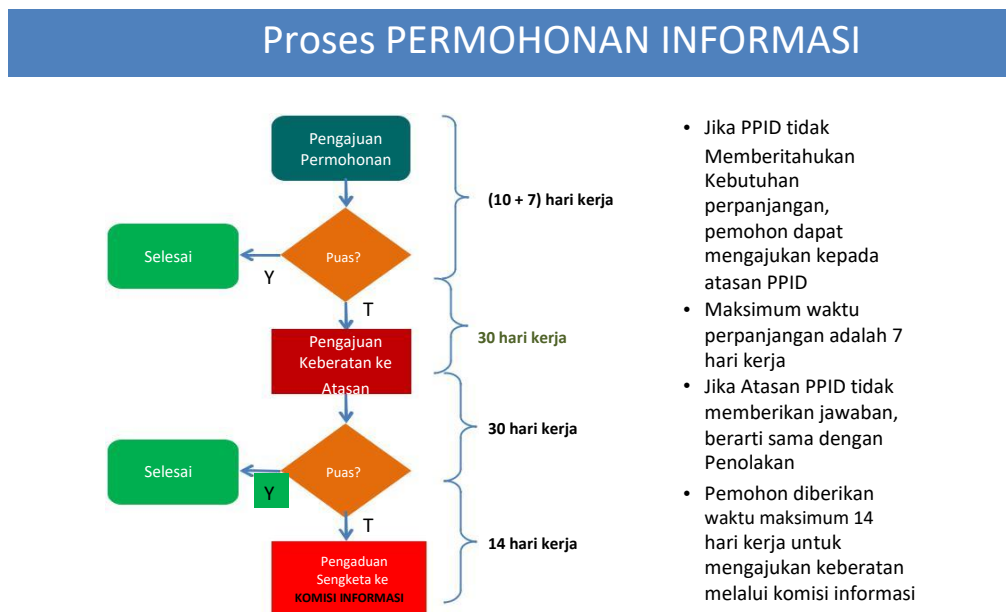 Proses PERMOHONAN INFORMASI
Pengajuan
Permohonan
(10 + 7) hari kerja
Selesai
Y
Puas?
T
30 hari kerja
Pengajuan
Keberatan ke
Atasan
30 hari kerja
Selesai
Y
Puas?
T
14 hari kerja
Pengaduan
Sengketa ke
KOMISI INFORMASI
• Jika PPID tidak
Memberitahukan
Kebutuhan
perpanjangan,
pemohon dapat
mengajukan kepada
atasan PPID
• Maksimum waktu
perpanjangan adalah 7
hari kerja
• Jika Atasan PPID tidak
memberikan jawaban,
berarti sama dengan
Penolakan
• Pemohon diberikan
waktu maksimum 14
hari kerja untuk
mengajukan keberatan
melalui komisi informasi